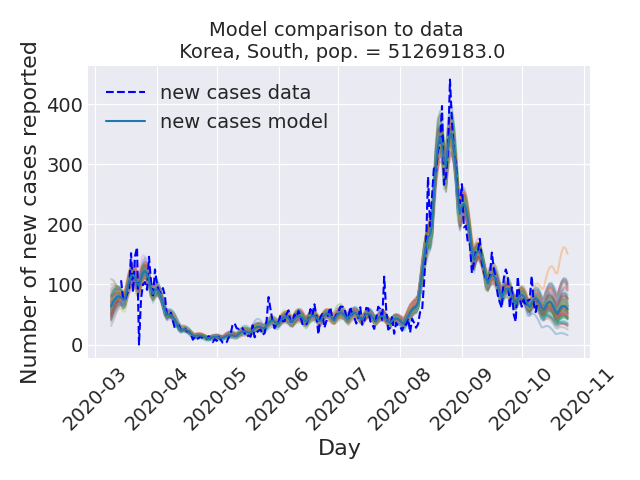 Model comparison to data
Korea, South, pop. = 51269183.0
Number of new cases reported
400
300
200
100
0
new cases data
new cases model
2020-03
2020-04
2020-05
2020-06
2020-07
2020-08
2020-09
2020-10
2020-11
Day